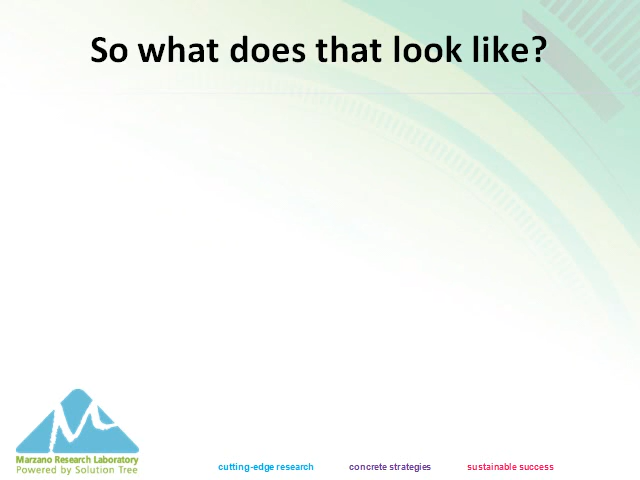 So what does that look like?
Marzano Research Laboratory
Powered by Solution Tree
cutting-edge research concrete strategies sustainable success